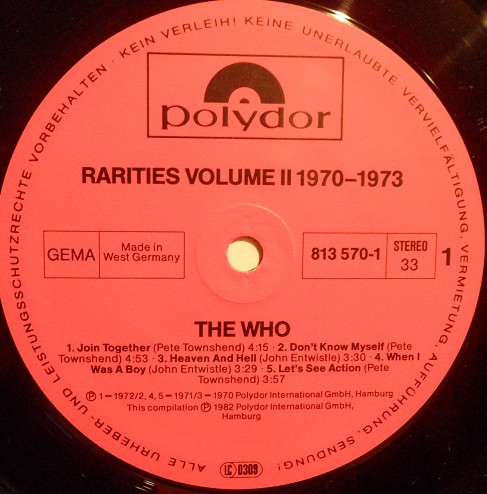 ALLE URHEBER- UND LEISTUNGSSCHUTZRECHTE VORBEHALTEN · KEIN VERLEIH! KEINE UNERLAUBTE VERVIELFÄLTIGUNG, VERMIETUNG, AUFFÜHRUNG, SENDUNG!
polydor
RARITIES VOLUME II 1970–1973
GEMA
Made in
West Germany
813 570-1
STEREO
33
1
THE WHO
1. Join Together (Pete Townshend) 4:15 · 2. Don't Know Myself (Pete
Townshend) 4:53 · 3. Heaven And Hell (John Entwistle) 3:30 · 4. When I
Was A Boy (John Entwistle) 3:29 · 5. Let's See Action (Pete
Townshend) 3:57
Ⓟ 1 – 1972/2, 4, 5 – 1971/3 – 1970 Polydor International GmbH, Hamburg
This compilation Ⓟ 1982 Polydor International GmbH,
Hamburg
LC 0309